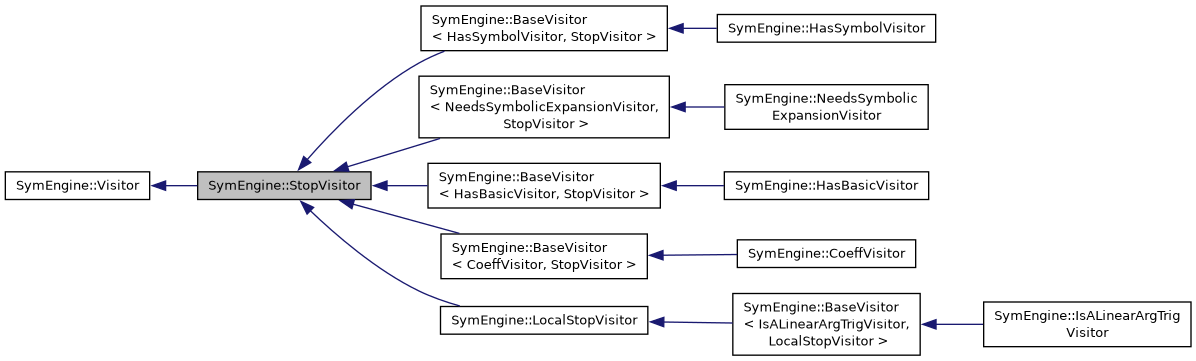 SymEngine::BaseVisitor
< HasSymbolVisitor, StopVisitor >
SymEngine::HasSymbolVisitor
SymEngine::BaseVisitor
< NeedsSymbolicExpansionVisitor,
StopVisitor >
SymEngine::NeedsSymbolic
ExpansionVisitor
SymEngine::Visitor
SymEngine::StopVisitor
SymEngine::BaseVisitor
< HasBasicVisitor, StopVisitor >
SymEngine::HasBasicVisitor
SymEngine::BaseVisitor
< CoeffVisitor, StopVisitor >
SymEngine::CoeffVisitor
SymEngine::LocalStopVisitor
SymEngine::BaseVisitor
< IsALinearArgTrigVisitor,
LocalStopVisitor >
SymEngine::IsALinearArgTrig
Visitor